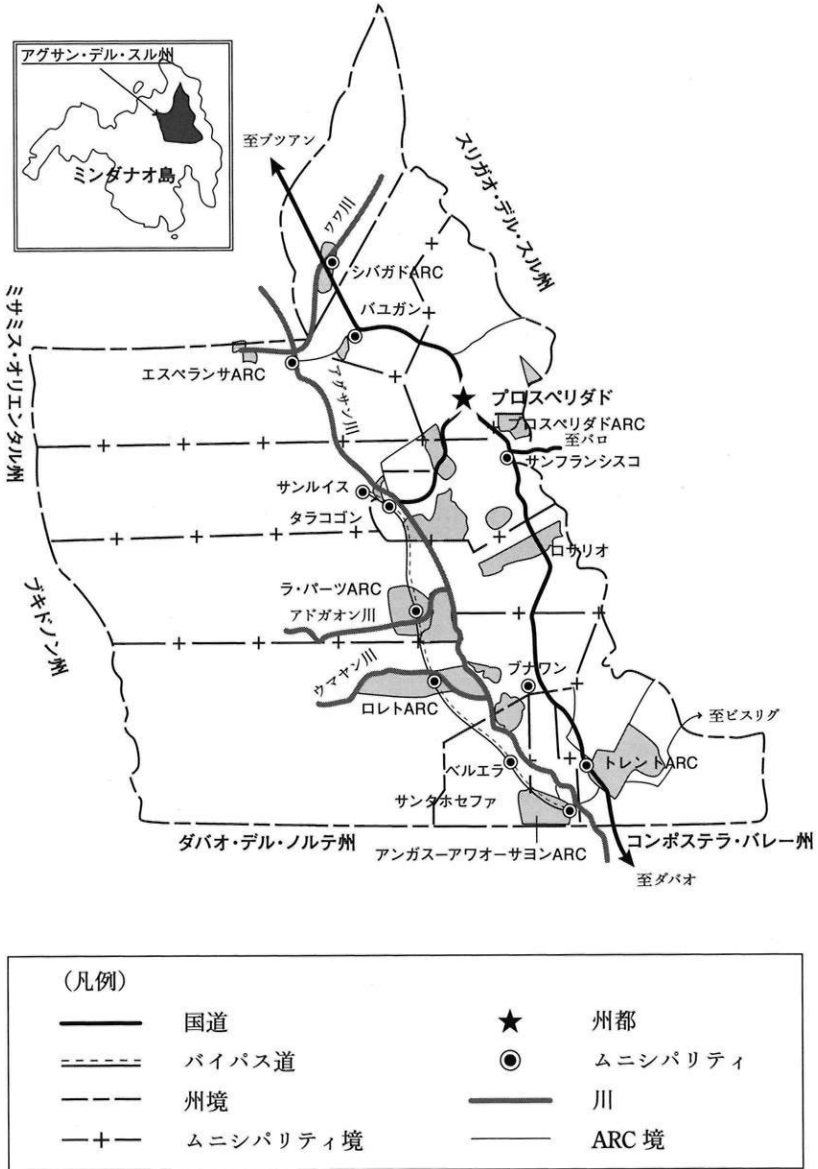 アグサン・デル・スル州
ミンダナオ島
至ブツアン
スリガオ・デル・スル州
ワワ川
シバガドARC
バユガン
ミサミス・オリエンタル州
エスペランサARC
アグサン川
プロスペリダド
プロスペリダドARC
至バロ
サンフランシスコ
サンルイス
タラコゴン
ロサリオ
ブキドノン州
ラ・パーツARC
アドガオン川
ウマヤン川
ブナワン
ロレトARC
至ビスリグ
ベルエラ
トレントARC
サンタホセファ
ダバオ・デル・ノルテ州
コンポステラ・バレー州
アンガスーアワオーサヨンARC
至ダバオ
(凡例)
国道
州都
バイパス道
ムニシパリティ
州境
川
ムニシパリティ境
ARC 境